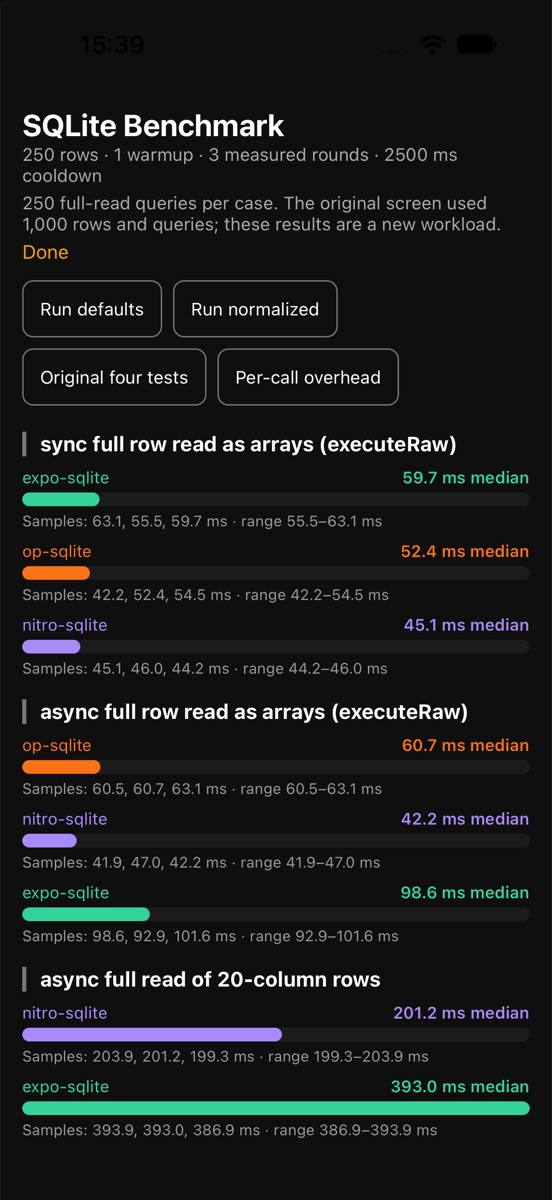 15:39
SQLite Benchmark
250 rows · 1 warmup · 3 measured rounds · 2500 ms
cooldown
250 full-read queries per case. The original screen used
1,000 rows and queries; these results are a new workload.
Done
Run defaults
Run normalized
Original four tests
Per-call overhead
sync full row read as arrays (executeRaw)
expo-sqlite 59.7 ms median
Samples: 63.1, 55.5, 59.7 ms · range 55.5–63.1 ms
op-sqlite 52.4 ms median
Samples: 42.2, 52.4, 54.5 ms · range 42.2–54.5 ms
nitro-sqlite 45.1 ms median
Samples: 45.1, 46.0, 44.2 ms · range 44.2–46.0 ms
async full row read as arrays (executeRaw)
op-sqlite 60.7 ms median
Samples: 60.5, 60.7, 63.1 ms · range 60.5–63.1 ms
nitro-sqlite 42.2 ms median
Samples: 41.9, 47.0, 42.2 ms · range 41.9–47.0 ms
expo-sqlite 98.6 ms median
Samples: 98.6, 92.9, 101.6 ms · range 92.9–101.6 ms
async full read of 20-column rows
nitro-sqlite 201.2 ms median
Samples: 203.9, 201.2, 199.3 ms · range 199.3–203.9 ms
expo-sqlite 393.0 ms median
Samples: 393.9, 393.0, 386.9 ms · range 386.9–393.9 ms